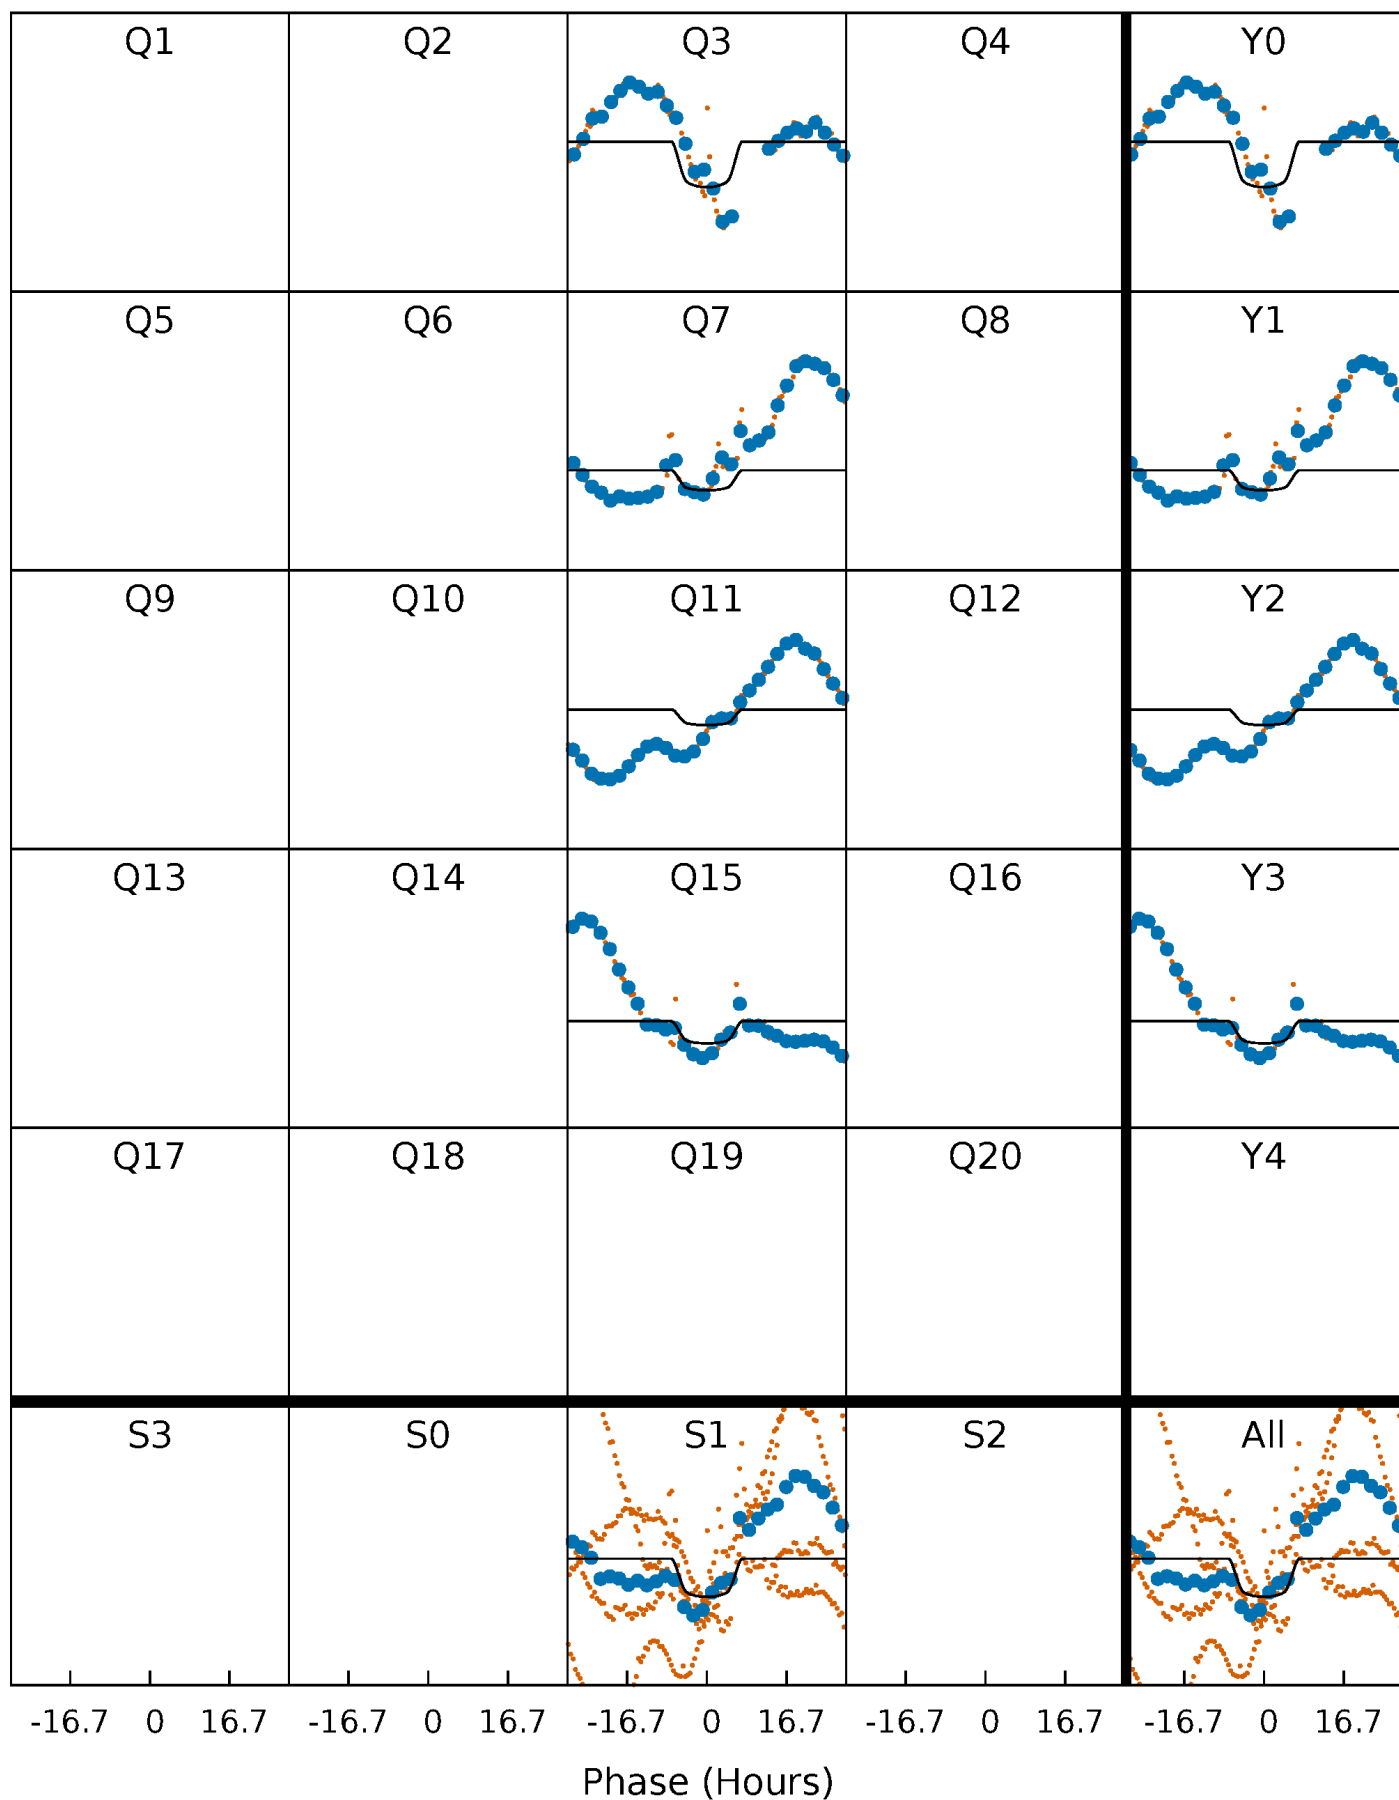 Q1 Q2 Q3 Q4 Y0
Q5 Q6 Q7 Q8 Y1
Q9 Q10 Q11 Q12 Y2
Q13 Q14 Q15 Q16 Y3
Q17 Q18 Q19 Q20 Y4
S3 S0 S1 S2 All
-16.7 0 16.7 -16.7 0 16.7 -16.7 0 16.7 -16.7 0 16.7 -16.7 0 16.7
Phase (Hours)